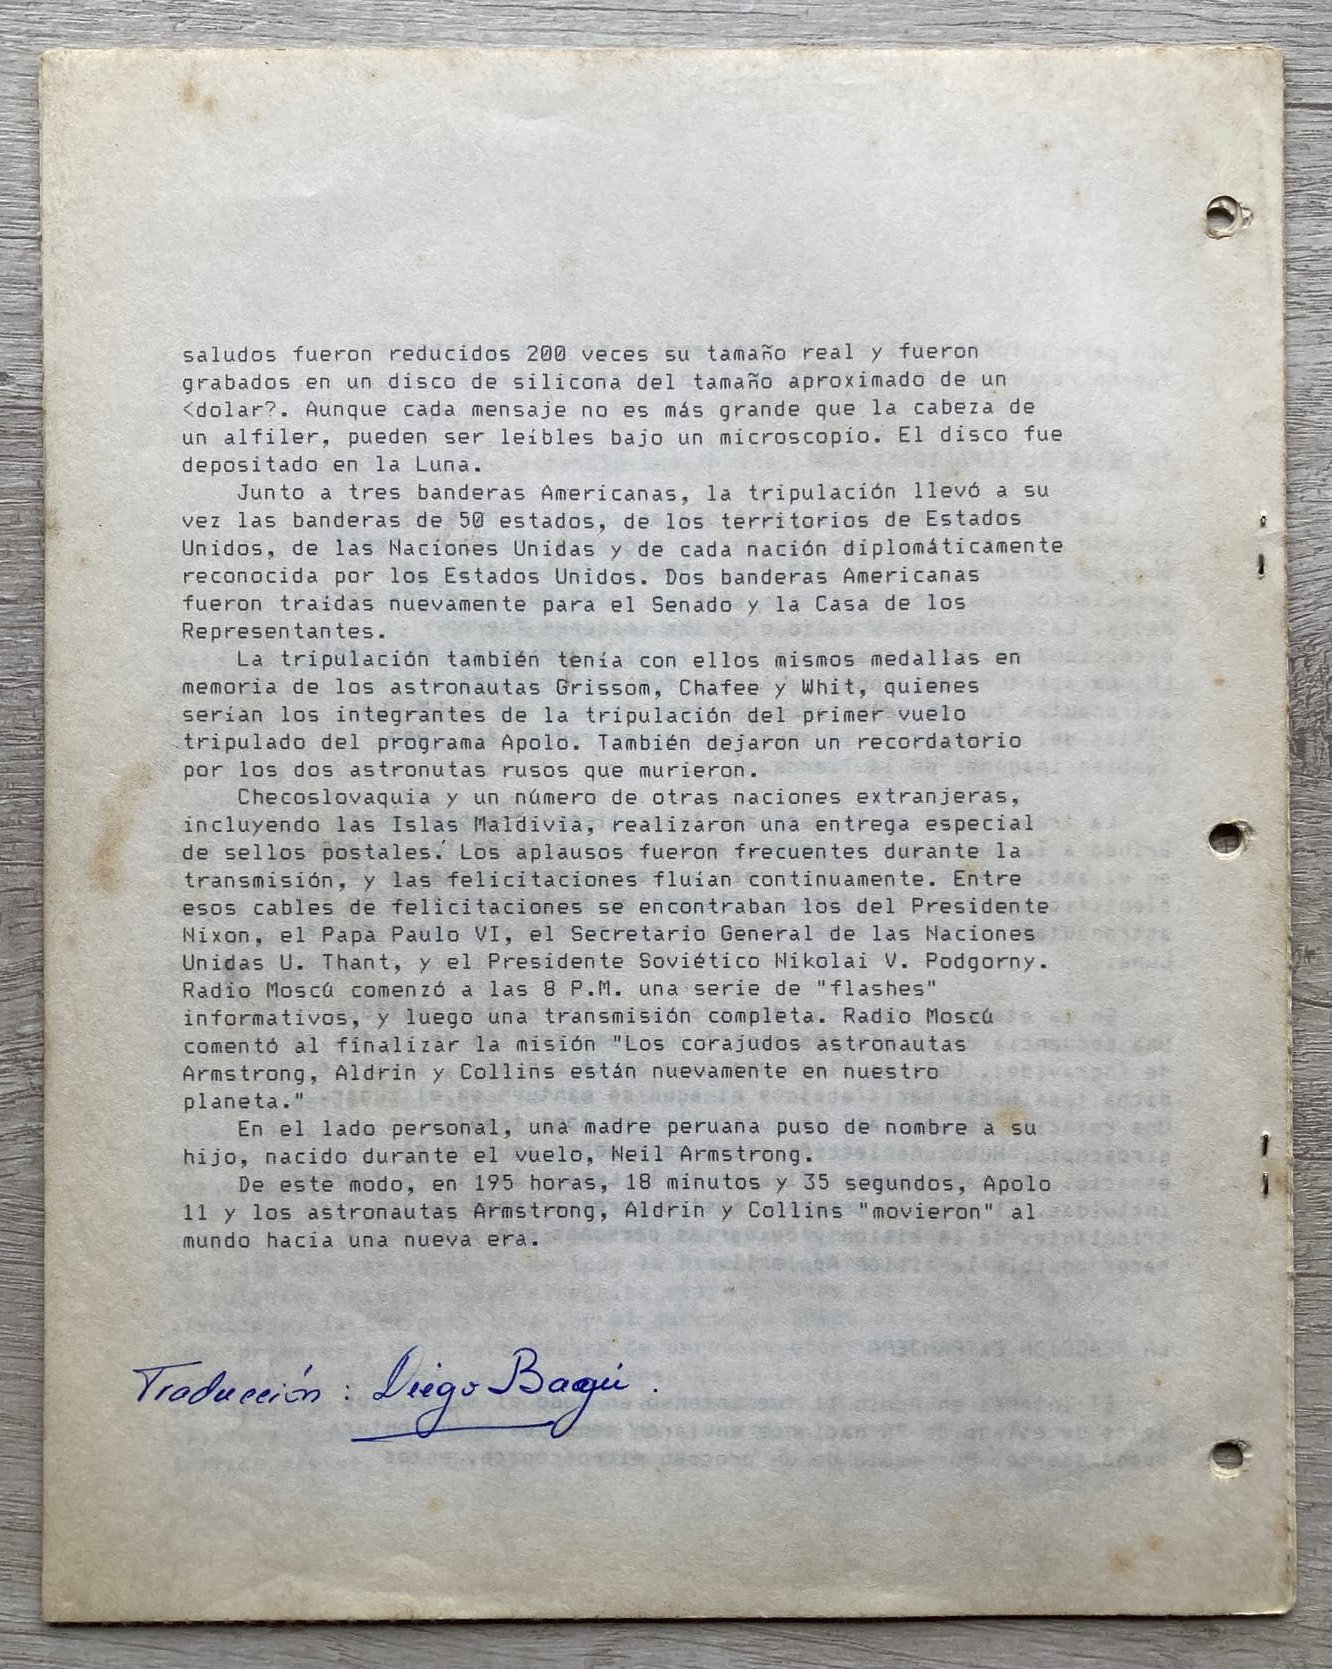 saludos fueron reducidos 200 veces su tamaño real y fueron
grabados en un disco de silicona del tamaño aproximado de un
<dolar?. Aunque cada mensaje no es más grande que la cabeza de
un alfiler, pueden ser leíbles bajo un microscopio. El disco fue
depositado en la Luna.
Junto a tres banderas Americanas, la tripulación llevó a su
vez las banderas de 50 estados, de los territorios de Estados
Unidos, de las Naciones Unidas y de cada nación diplomáticamente
reconocida por los Estados Unidos. Dos banderas Americanas
fueron traídas nuevamente para el Senado y la Casa de los
Representantes.
La tripulación también tenía con ellos mismos medallas en
memoria de los astronautas Grissom, Chafee y Whit, quienes
serían los integrantes de la tripulación del primer vuelo
tripulado del programa Apolo. También dejaron un recordatorio
por los dos astronutas rusos que murieron.
Checoslovaquia y un número de otras naciones extranjeras,
incluyendo las Islas Maldivia, realizaron una entrega especial
de sellos postales. Los aplausos fueron frecuentes durante la
transmisión, y las felicitaciones fluían continuamente. Entre
esos cables de felicitaciones se encontraban los del Presidente
Nixon, el Papa Paulo VI, el Secretario General de las Naciones
Unidas U. Thant, y el Presidente Soviético Nikolai V. Podgorny.
Radio Moscú comenzó a las 8 P.M. una serie de "flashes"
informativos, y luego una transmisión completa. Radio Moscú
comentó al finalizar la misión "Los corajudos astronautas
Armstrong, Aldrin y Collins están nuevamente en nuestro
planeta."
En el lado personal, una madre peruana puso de nombre a su
hijo, nacido durante el vuelo, Neil Armstrong.
De este modo, en 195 horas, 18 minutos y 35 segundos, Apolo
11 y los astronautas Armstrong, Aldrin y Collins "movieron" al
mundo hacia una nueva era.
Traducción: Diego Bagú.